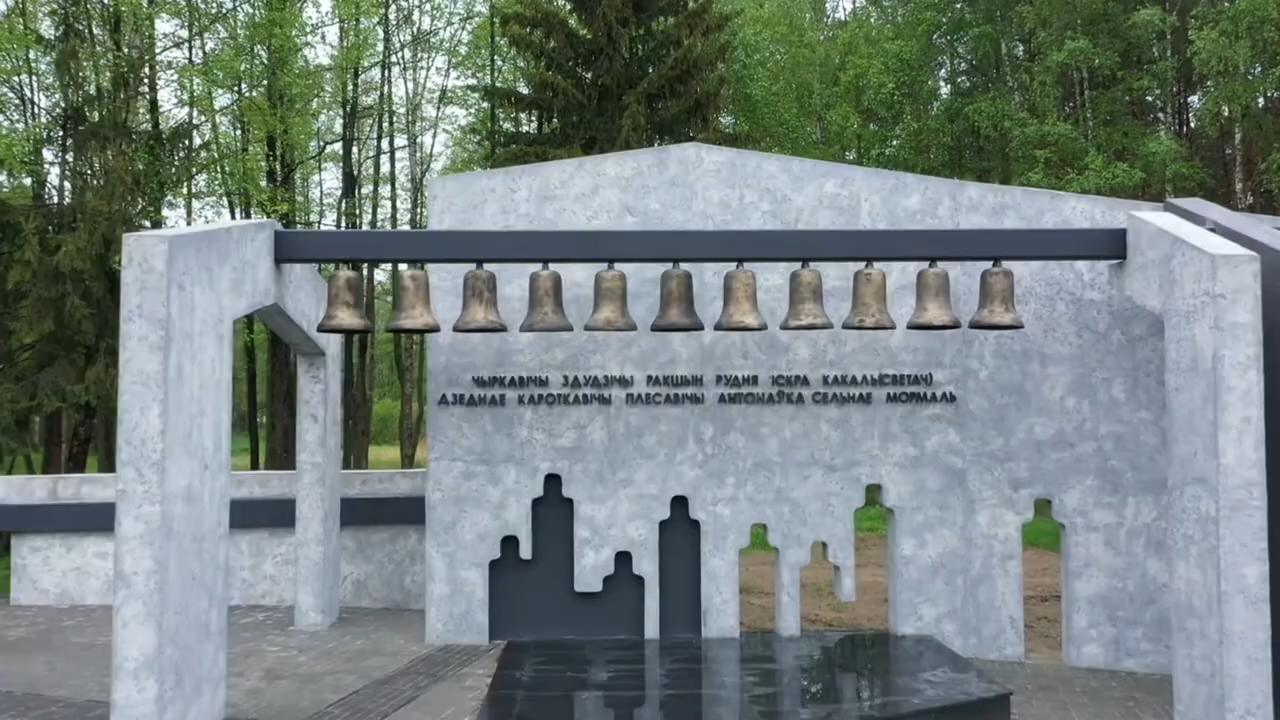 ЧЫРКАВІЧЫ ЗДУДЗІЧЫ РАКШЫН РУДНЯ ІСКРА КАКАЛЬ(СВЕТАЧ)
ДЗЕДНАЕ КАРОТКАВІЧЫ ПЛЕСАВІЧЫ АНТОНАЎКА СЕЛЬНАЕ МОРМАЛЬ